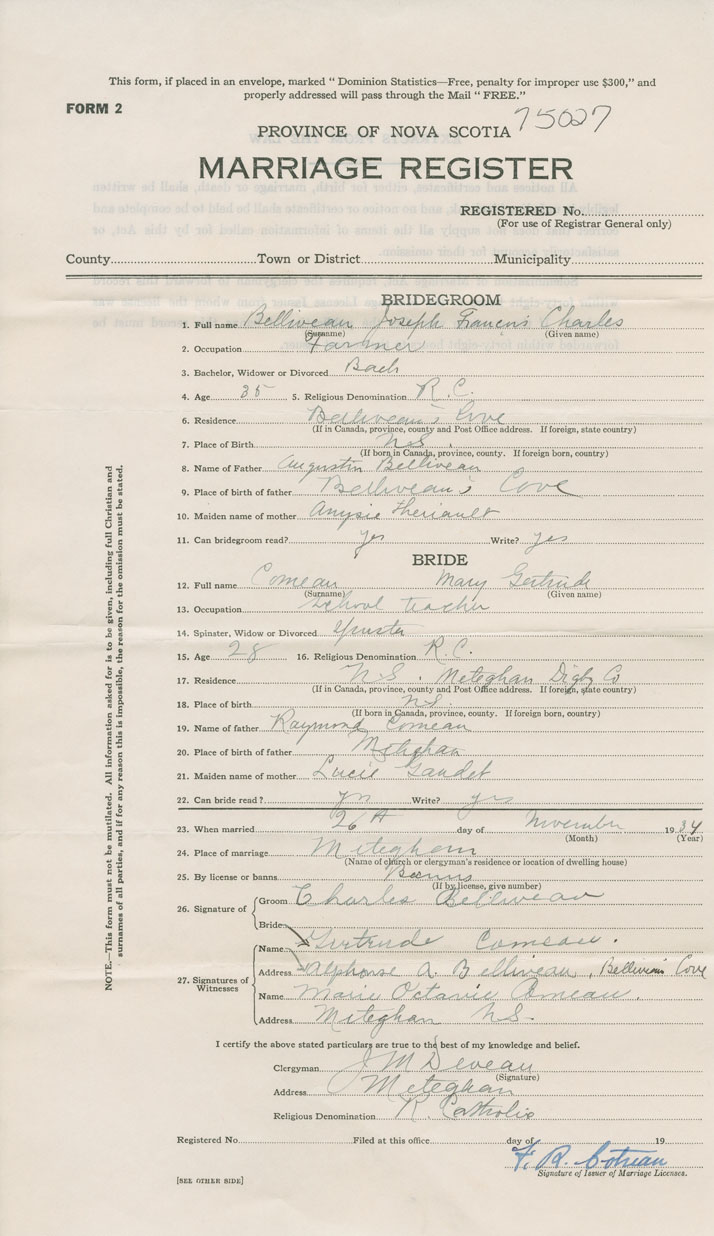 This form, if placed in an envelope, marked " Dominion Statistics—Free, penalty for improper use $300," and
properly addressed will pass through the Mail " FREE."
FORM 2
75027
PROVINCE OF NOVA SCOTIA
MARRIAGE REGISTER
REGISTERED No.
(For use of Registrar General only)
County Town or District Municipality
BRIDEGROOM
1. Full name Belliveau Joseph Francis Charles
(Surname) (Given name)
2. Occupation Farmer
3. Bachelor, Widower or Divorced Bach
4. Age 35 5. Religious Denomination R.C.
6. Residence Belliveau's Cove
(If in Canada, province, county and Post Office address. If foreign, state country)
7. Place of Birth N.S.
(If born in Canada, province, county. If foreign born, country)
8. Name of Father Augustin Belliveau
9. Place of birth of father Belliveau's Cove
10. Maiden name of mother Anysie Theriault
11. Can bridegroom read? yes Write? yes
BRIDE
12. Full name Comeau Mary Gertrude
(Surname) (Given name)
13. Occupation School teacher
14. Spinster, Widow or Divorced
15. Age 28 16. Religious Denomination R.C.
17. Residence N.S. Meteghan Digby Co
(If in Canada, province, county and Post Office address. If foreign, state country)
18. Place of birth N.S.
(If born in Canada, province, county. If foreign born, country)
19. Name of father Raymond Comeau
20. Place of birth of father Meteghan
21. Maiden name of mother Lucie Gaudet
22. Can bride read ? yes Write? yes
23. When married 26th day of November 1934
(Month) (Year)
24. Place of marriage Meteghan
(Name of church or clergyman's residence or location of dwelling house)
25. By license or banns Banns
(If by license, give number)
26. Signature of Groom Charles Belliveau
Bride
27. Signatures of Witnesses
Name Gertrude Comeau.
Address Alphonse A. Belliveau, Belliveau's Cove
Name Marie Octavie Comeau.
Address Meteghan N.S.
I certify the above stated particulars are true to the best of my knowledge and belief.
Clergyman J M Deveau
(Signature)
Address Meteghan
Religious Denomination R. Catholic
Registered No. Filed at this office day of 19
F. R.
Signature of Issuer of Marriage Licenses.
[SEE OTHER SIDE]
NOTE.—This form must not be mutilated. All information asked for is to be given, including full Christian and
surnames of all parties, and if for any reason this is impossible, the reason for the omission must be stated.